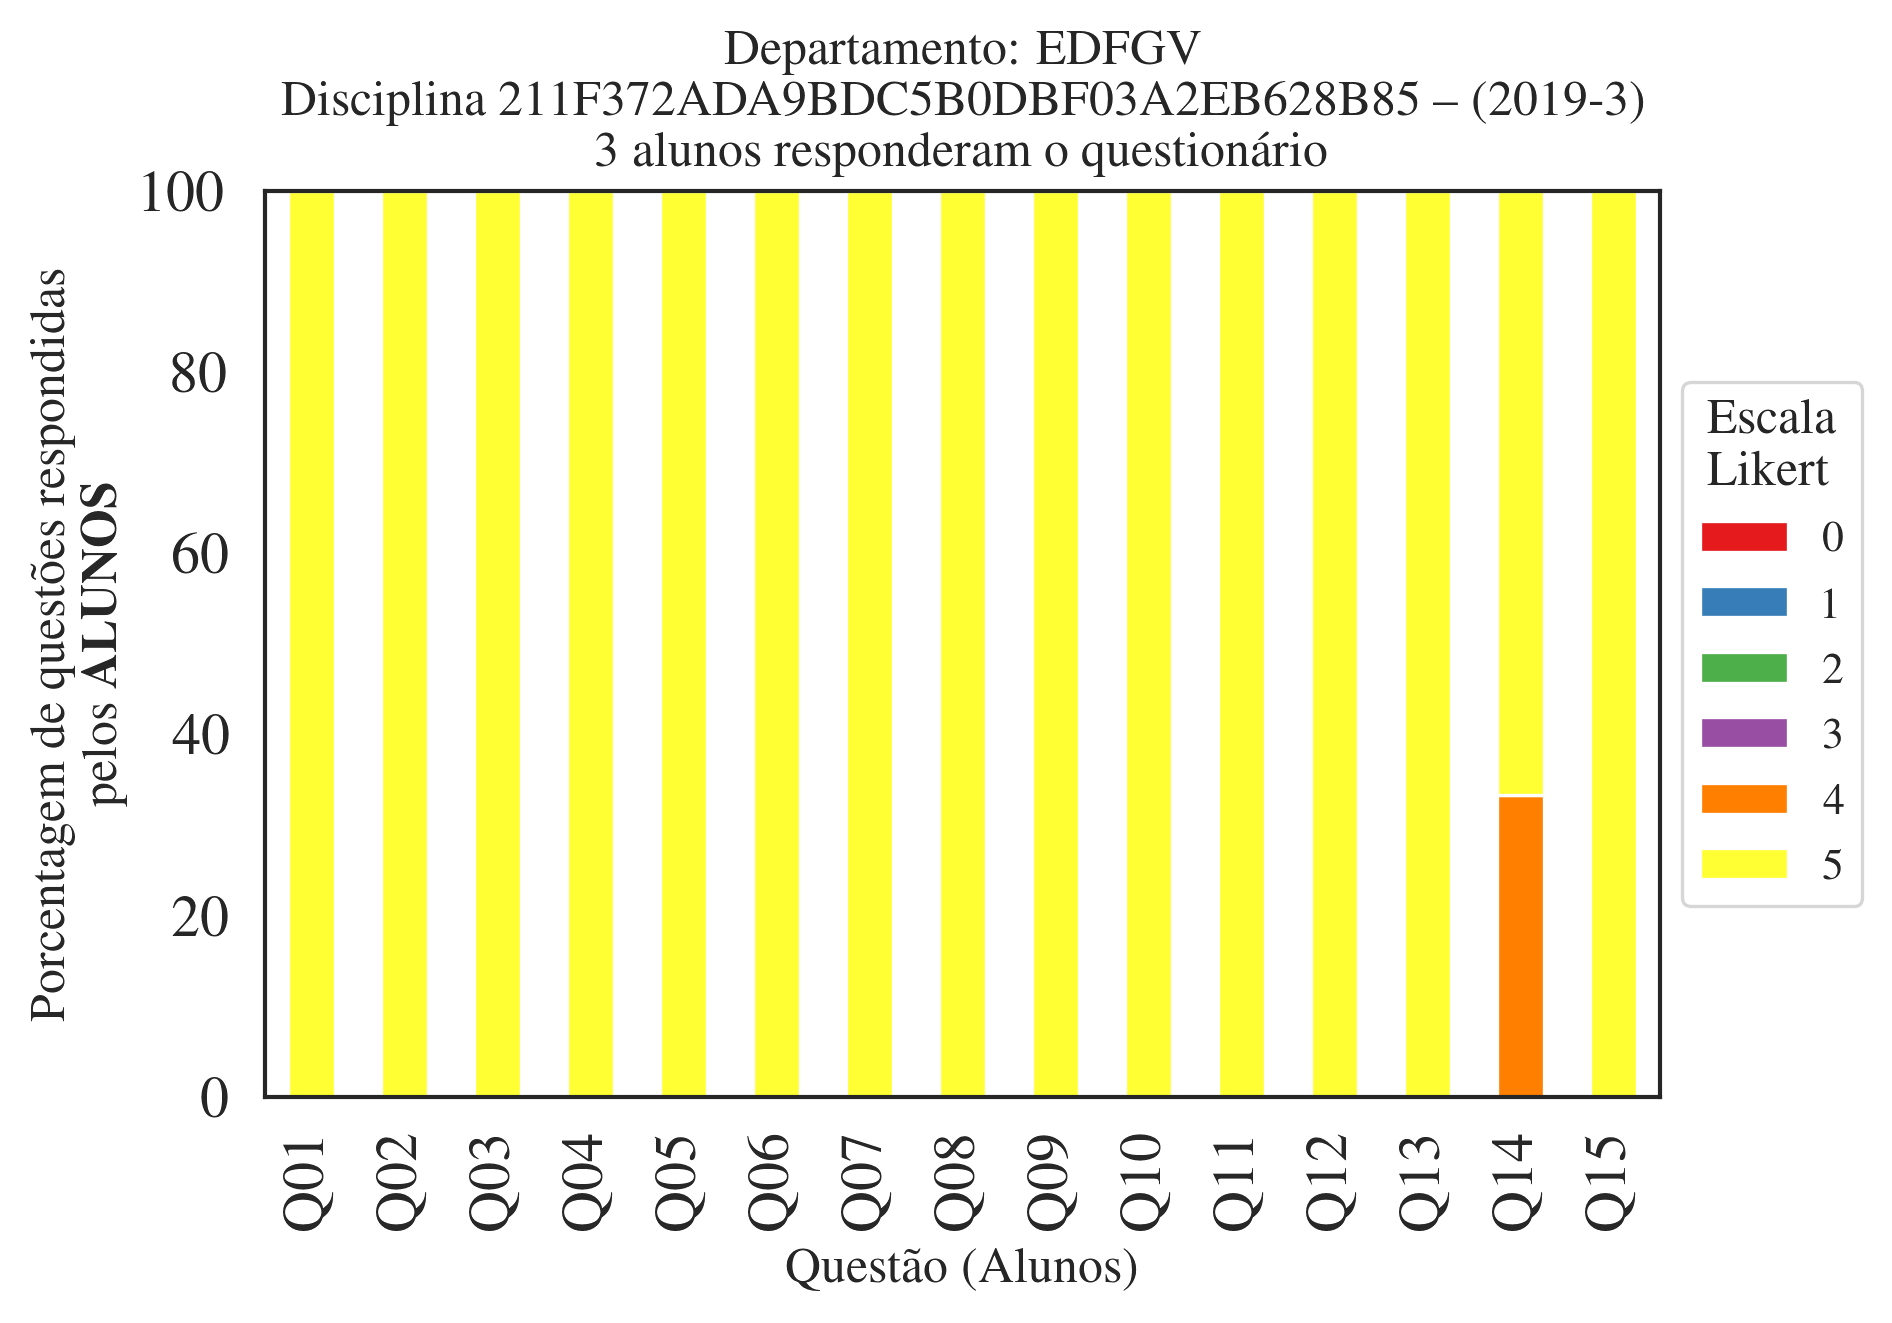 Departamento: EDFGV
Disciplina 211F372ADA9BDC5B0DBF03A2EB628B85 – (2019-3)
3 alunos responderam o questionário
100
80
60
40
20
0
Porcentagem de questões respondidas
pelos ALUNOS
Q01
Q02
Q03
Q04
Q05
Q06
Q07
Q08
Q09
Q10
Q11
Q12
Q13
Q14
Q15
Questão (Alunos)
Escala
Likert
0
1
2
3
4
5